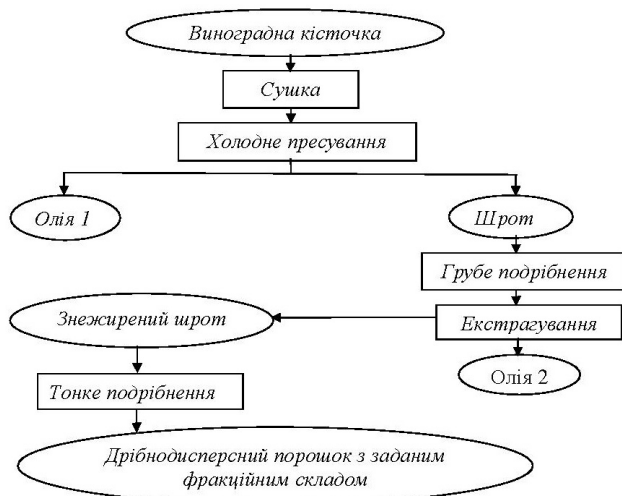 Виноградна кісточка
Сушка
Холодне пресування
Олія 1
Шрот
Грубе подрібнення
Знежирений шрот
Екстрагування
Олія 2
Тонке подрібнення
Дрібнодисперсний порошок з заданим
фракційним складом